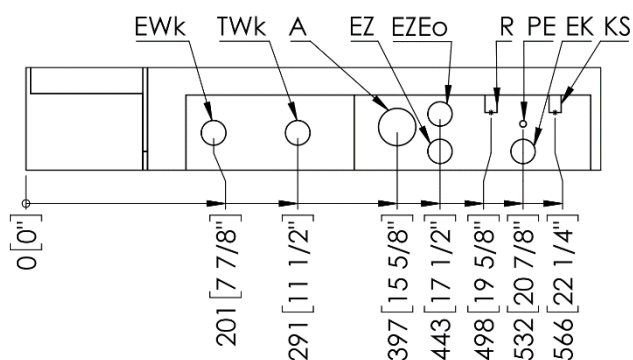 EWk TWk A EZ EZEo R PE EK KS
0 [0"]
201 [7 7/8"]
291 [11 1/2"]
397 [15 5/8"]
443 [17 1/2"]
498 [19 5/8"]
532 [20 7/8"]
566 [22 1/4"]